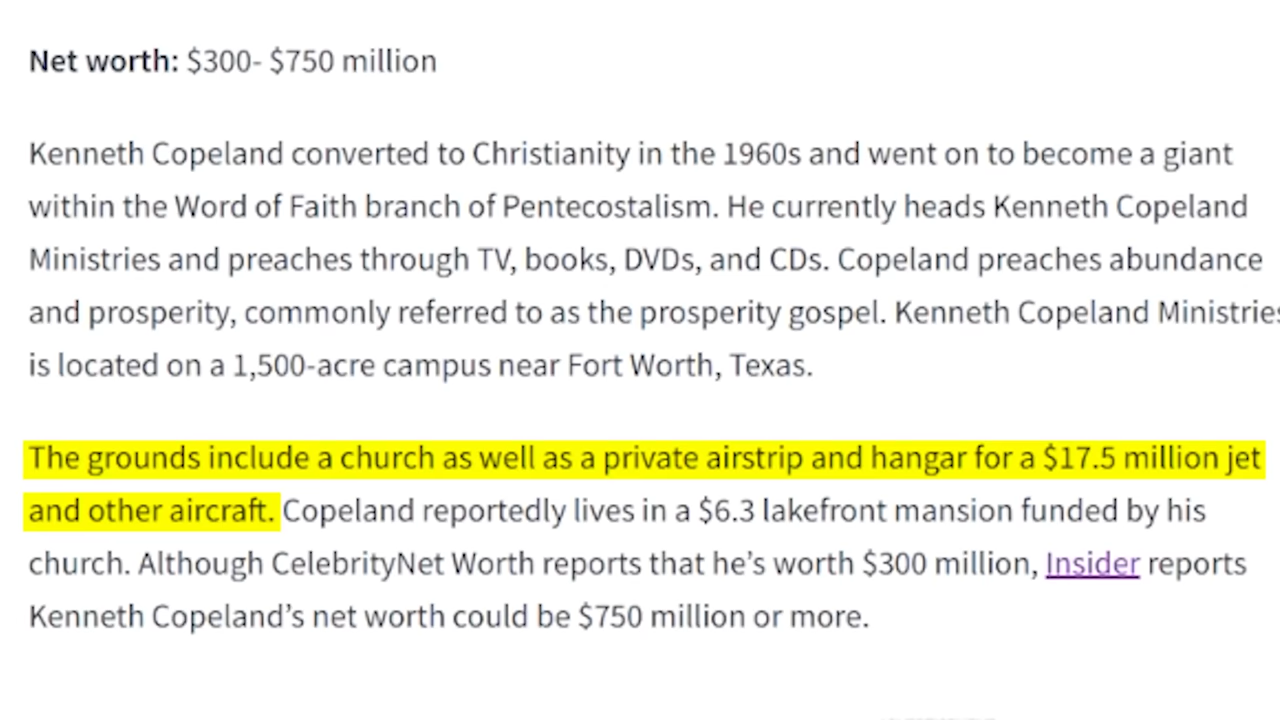 Net worth: $300- $750 million
Kenneth Copeland converted to Christianity in the 1960s and went on to become a giant
within the Word of Faith branch of Pentecostalism. He currently heads Kenneth Copeland
Ministries and preaches through TV, books, DVDs, and CDs. Copeland preaches abundance
and prosperity, commonly referred to as the prosperity gospel. Kenneth Copeland Ministries
is located on a 1,500-acre campus near Fort Worth, Texas.
The grounds include a church as well as a private airstrip and hangar for a $17.5 million jet
and other aircraft. Copeland reportedly lives in a $6.3 lakefront mansion funded by his
church. Although CelebrityNet Worth reports that he’s worth $300 million, Insider reports
Kenneth Copeland’s net worth could be $750 million or more.